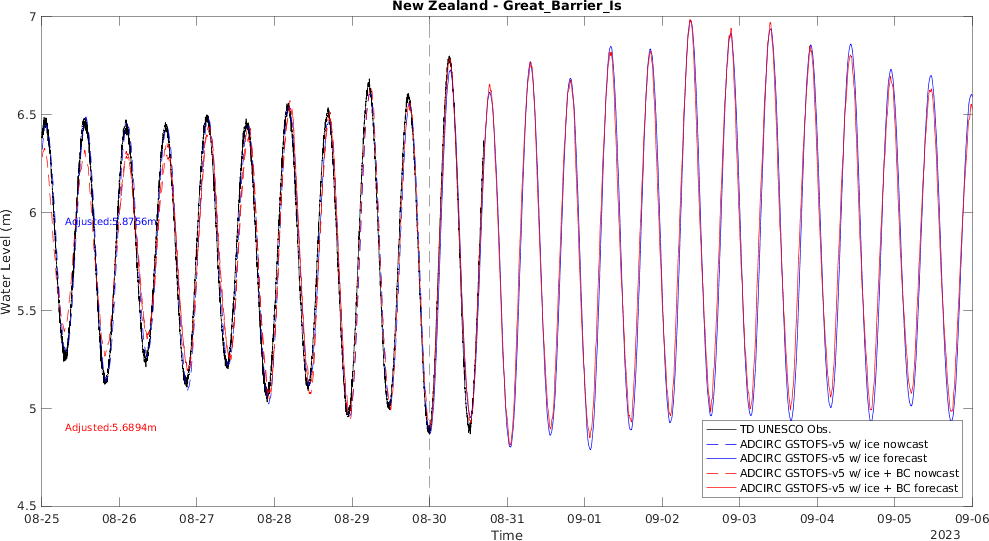 New Zealand - Great_Barrier_Is
7
6.5
6
5.5
5
4.5
Water Level (m)
Adjusted:5.8756m
Adjusted:5.6894m
TD UNESCO Obs.
ADCIRC GSTOFS-v5 w/ ice nowcast
ADCIRC GSTOFS-v5 w/ ice forecast
ADCIRC GSTOFS-v5 w/ ice + BC nowcast
ADCIRC GSTOFS-v5 w/ ice + BC forecast
08-25 08-26 08-27 08-28 08-29 08-30 08-31 09-01 09-02 09-03 09-04 09-05 09-06
Time
2023